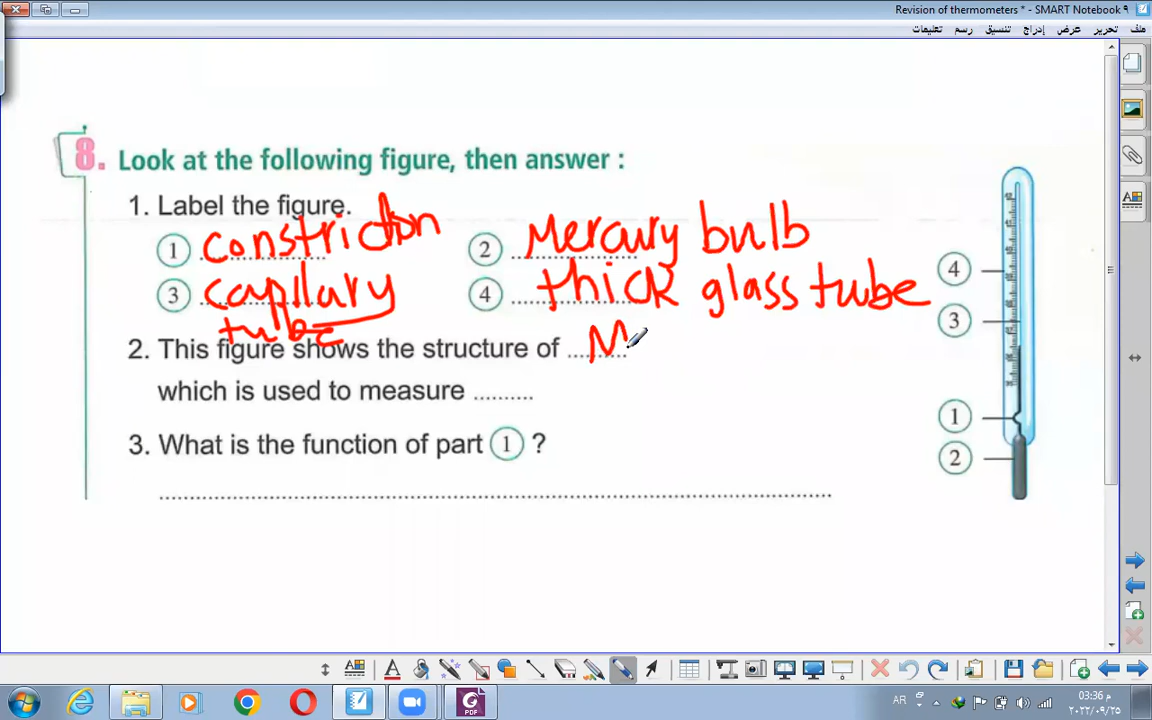 Revision of thermometers * - SMART Notebook ٩
ملف تحرير عرض إدراج تنسيق رسم تعليقات
8. Look at the following figure, then answer :
1. Label the figure.
1 constriction 2 Mercury bulb
3 capillary tube 4 thick glass tube
2. This figure shows the structure of .......... M
which is used to measure ..........
3. What is the function of part 1 ?
4
3
1
2
AR
م 03:36
٢٠٢٢/٠٩/٢٥
PDF